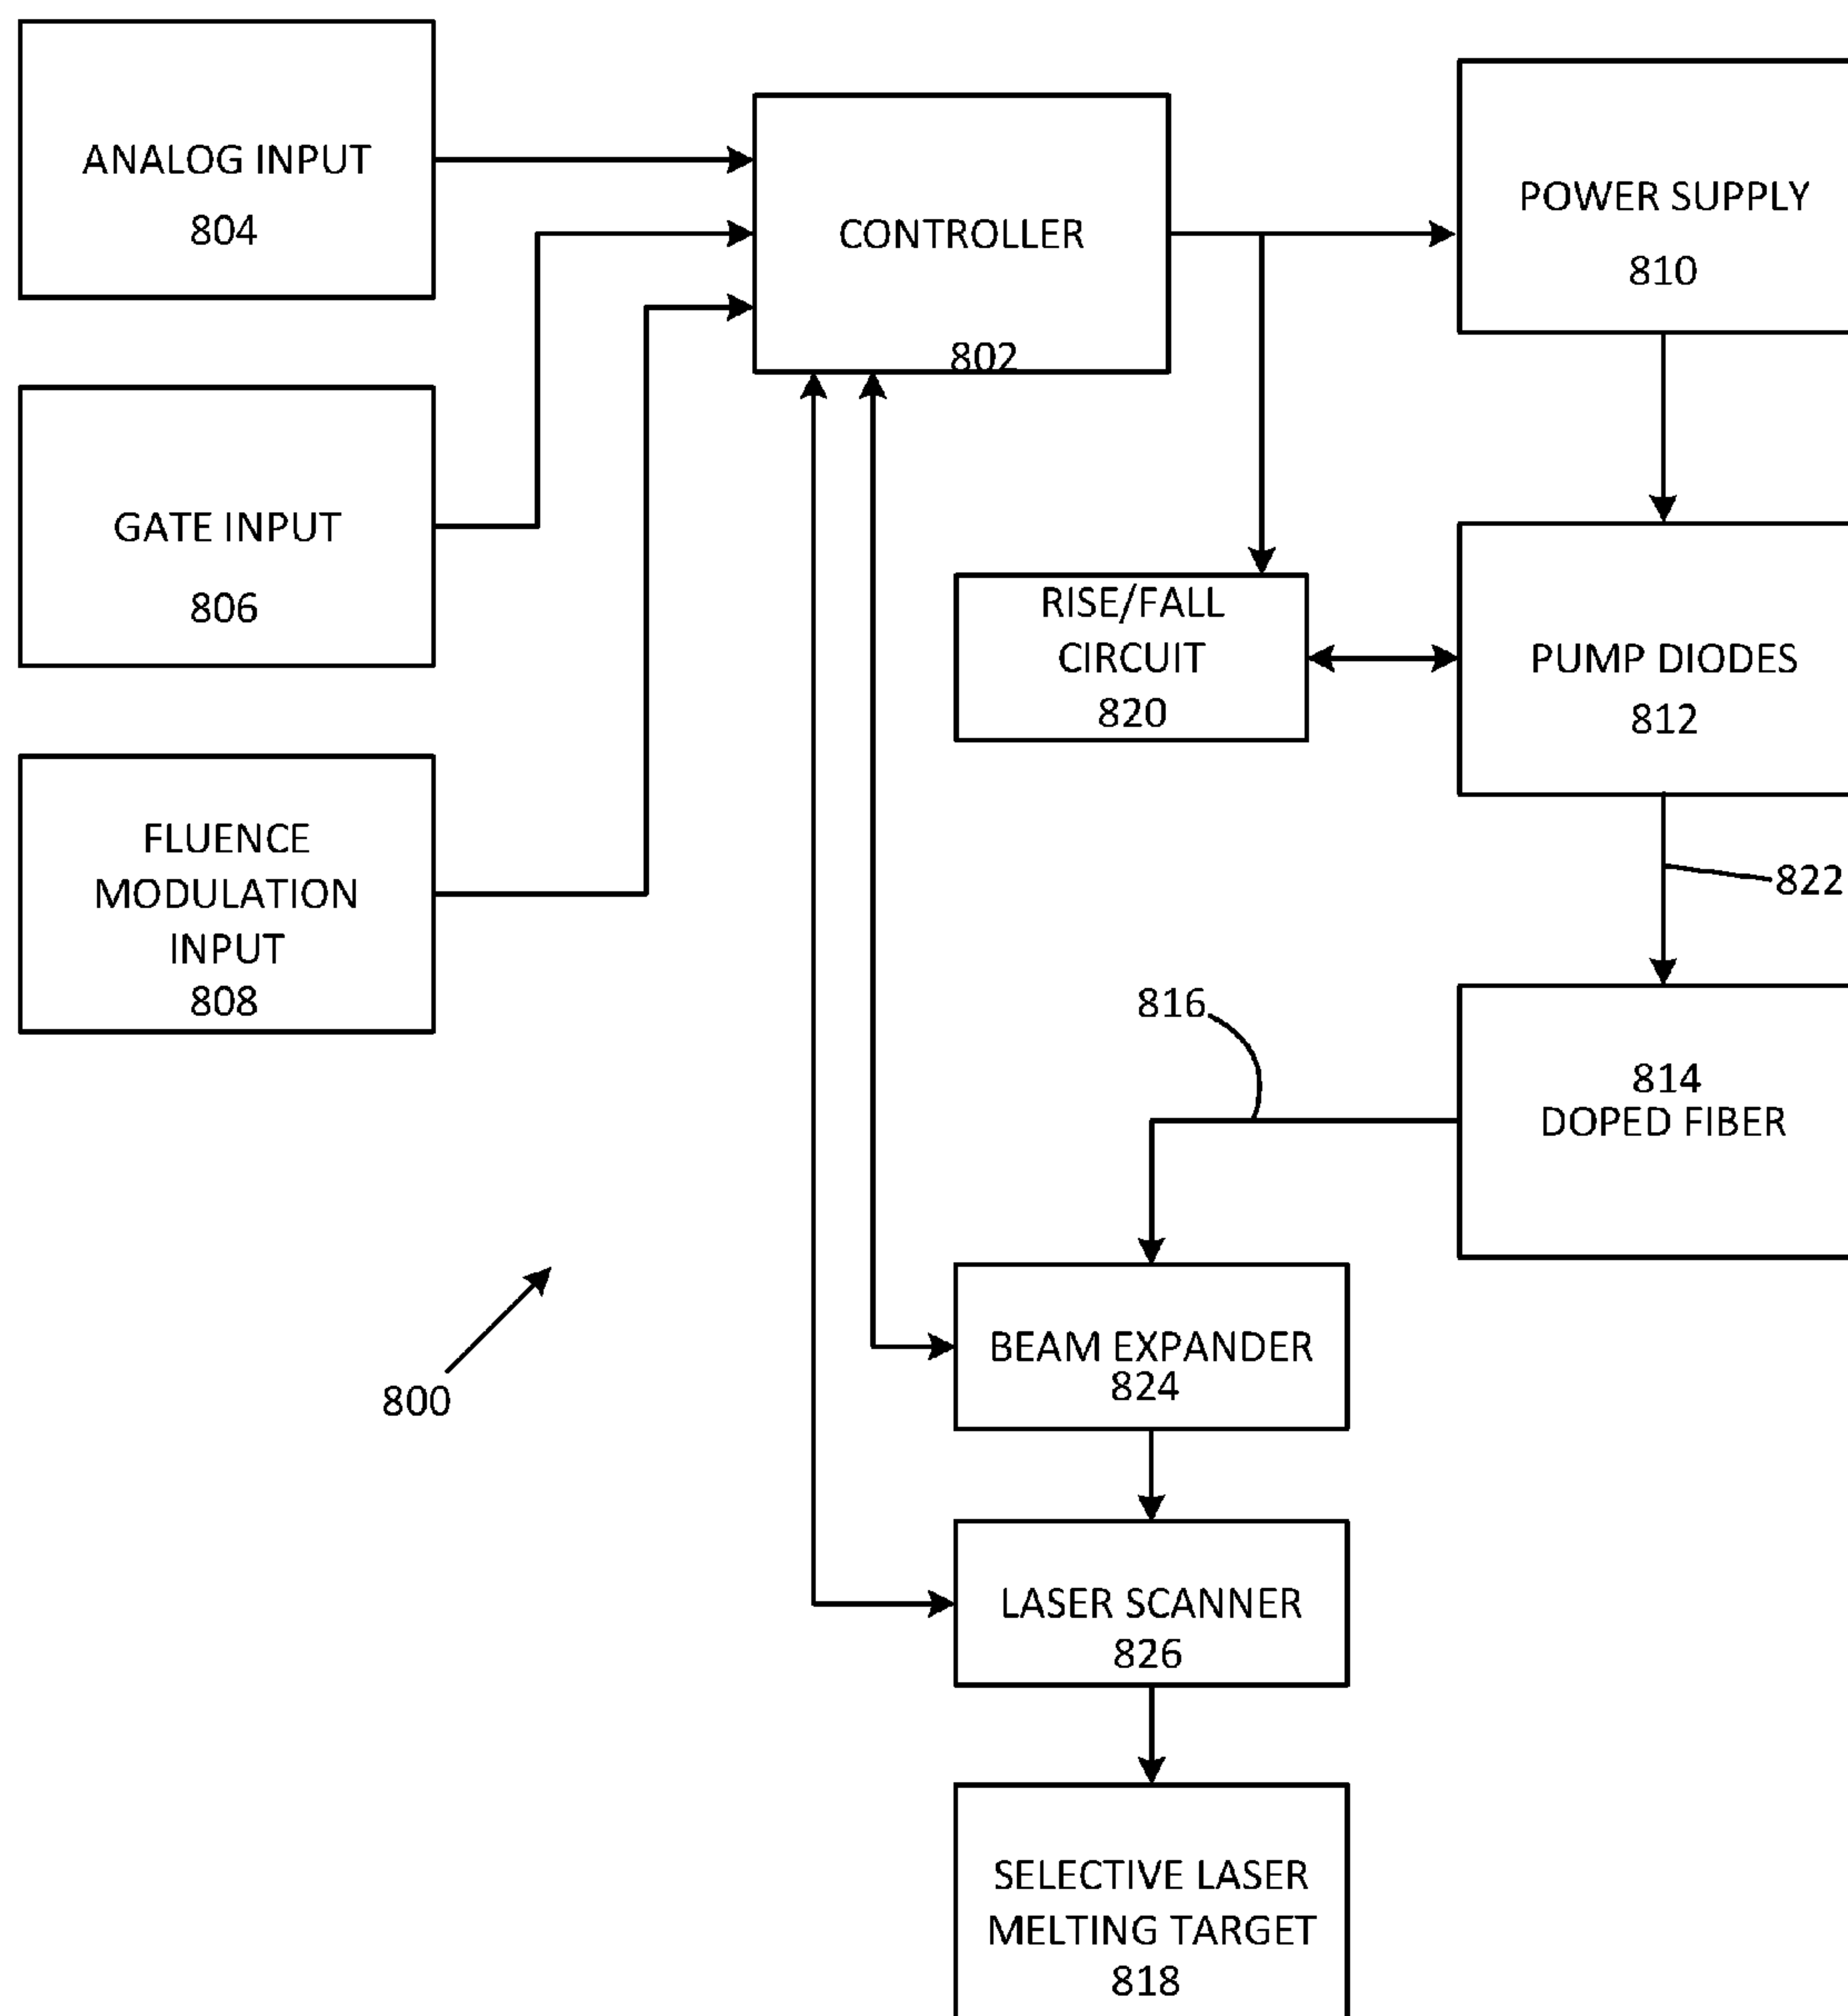 ANALOG INPUT
804
GATE INPUT
806
FLUENCE
MODULATION
INPUT
808
CONTROLLER
802
POWER SUPPLY
810
RISE/FALL
CIRCUIT
820
PUMP DIODES
812
822
816
814
DOPED FIBER
BEAM EXPANDER
824
800
LASER SCANNER
826
SELECTIVE LASER
MELTING TARGET
818